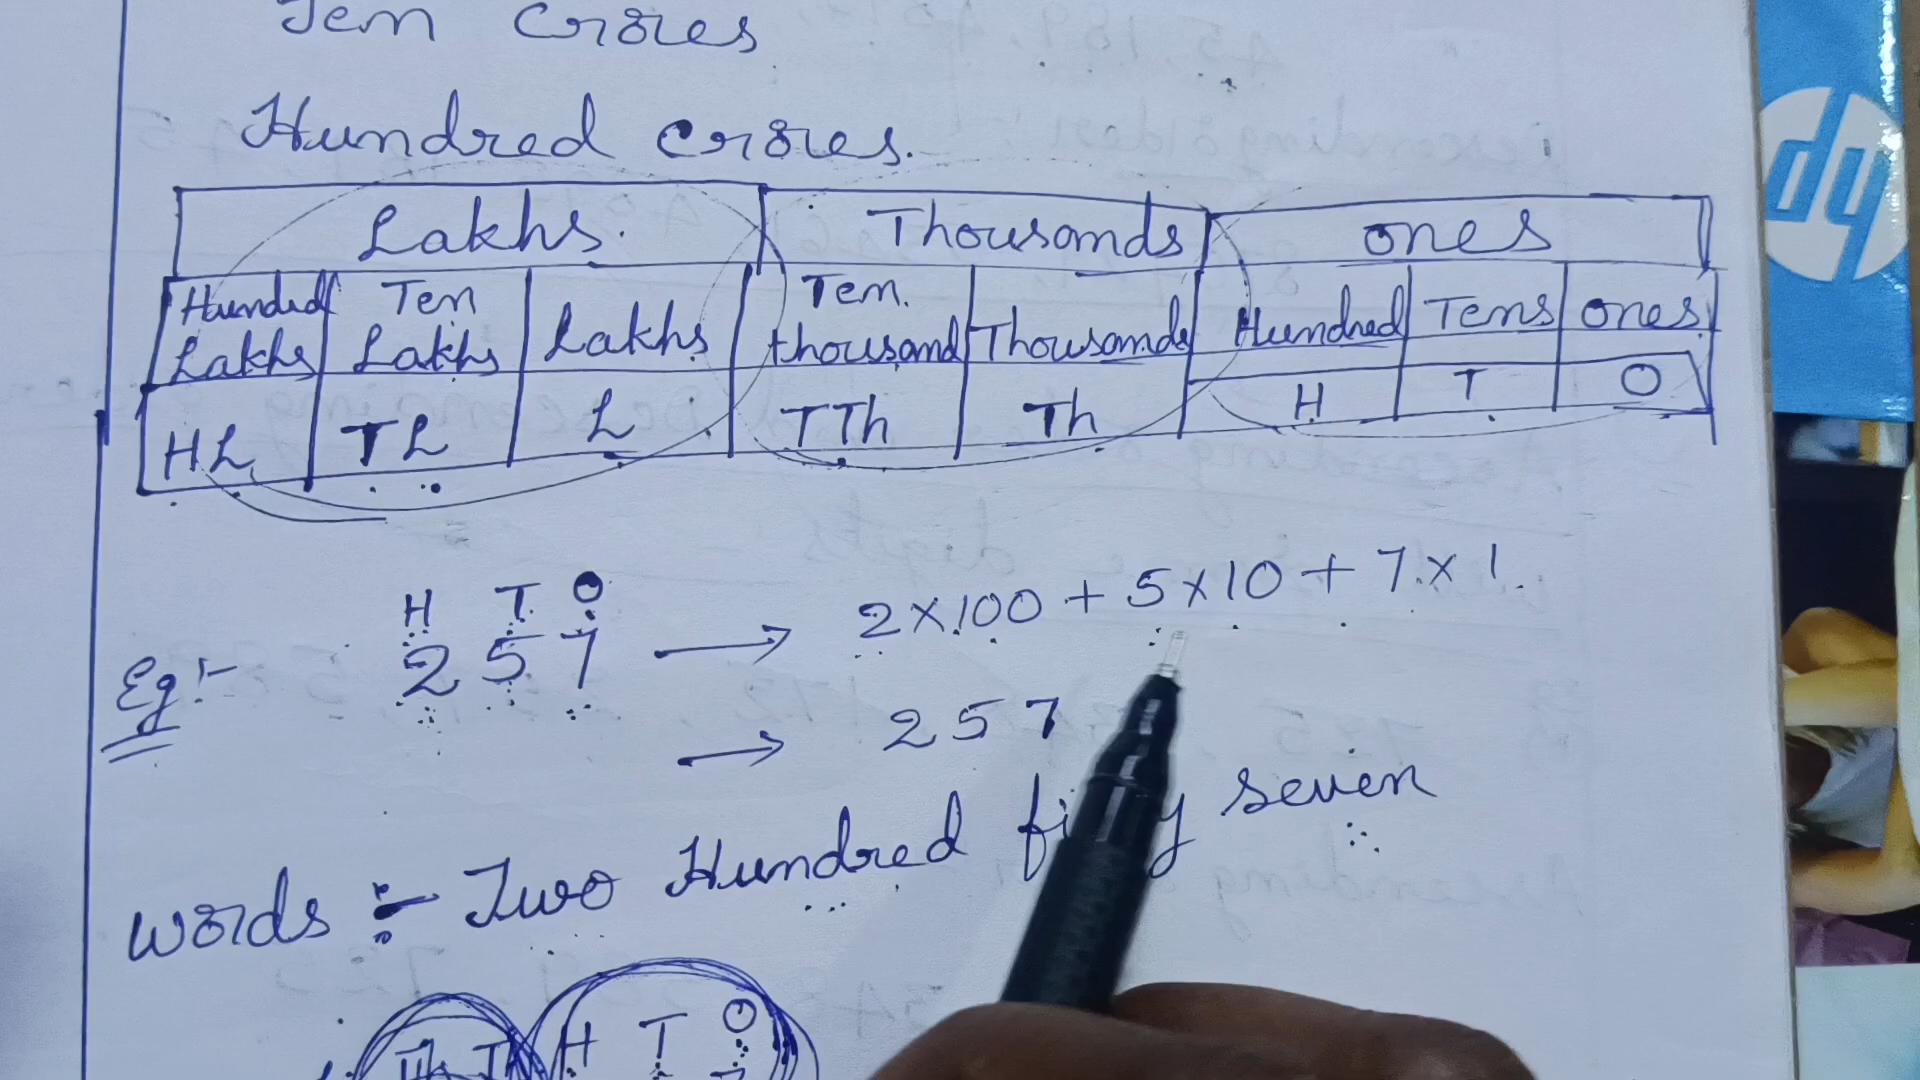 Ten Crores
Hundred Crores.
Lakhs. Thousands ones
Hundred Lakhs Ten Lakhs Lakhs Ten. thousand Thousands Hundred Tens ones
HL TL L TTh Th H T O
H T O
Eg:- 257 → 2×100 + 5×10 + 7×1.
→ 257
words :- Two Hundred seven
H T O
hp